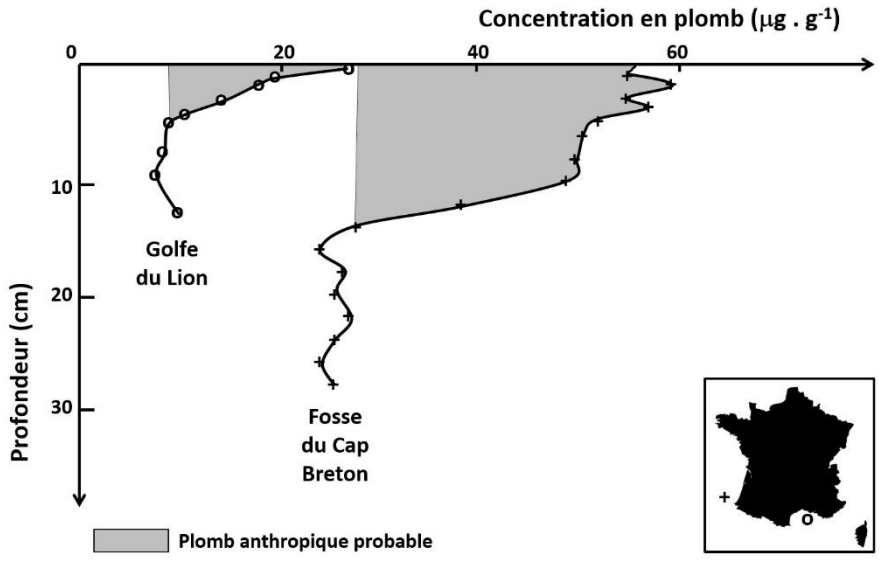 Concentration en plomb (µg . g-1)
0
20
40
60
10
20
30
Profondeur (cm)
Golfe
du Lion
Fosse
du Cap
Breton
Plomb anthropique probable